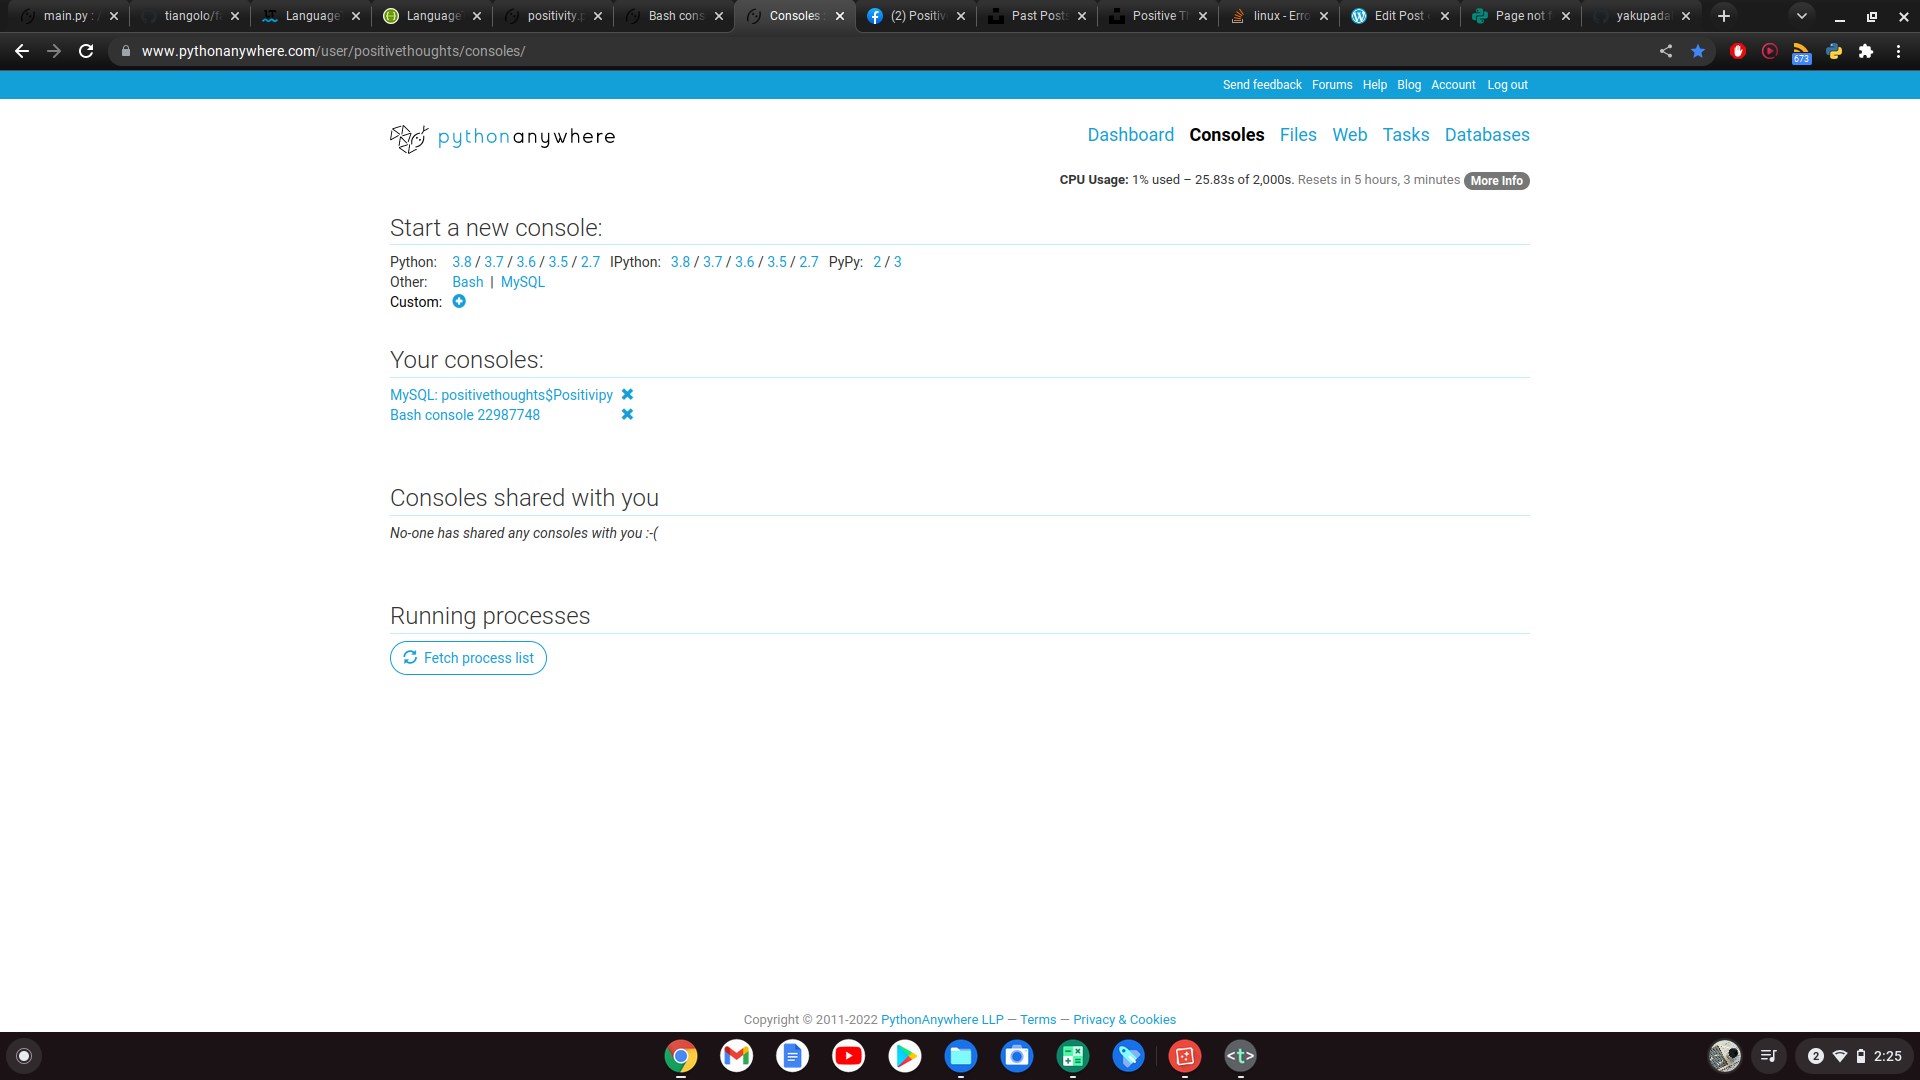 main.py : /
tiangolo/fa
Language
Language
positivity.p
Bash cons
Consoles
(2) Positiv
Past Posts
Positive Th
linux - Erro
Edit Post
Page not f
yakupadal
www.pythonanywhere.com/user/positivethoughts/consoles/
673
Send feedback Forums Help Blog Account Log out
pythonanywhere
Dashboard Consoles Files Web Tasks Databases
CPU Usage: 1% used – 25.83s of 2,000s. Resets in 5 hours, 3 minutes More Info
Start a new console:
Python: 3.8 / 3.7 / 3.6 / 3.5 / 2.7 IPython: 3.8 / 3.7 / 3.6 / 3.5 / 2.7 PyPy: 2 / 3
Other: Bash | MySQL
Custom:
Your consoles:
MySQL: positivethoughts$Positivipy
Bash console 22987748
Consoles shared with you
No-one has shared any consoles with you :-(
Running processes
Fetch process list
Copyright © 2011-2022 PythonAnywhere LLP — Terms — Privacy & Cookies
<t>
2 2:25